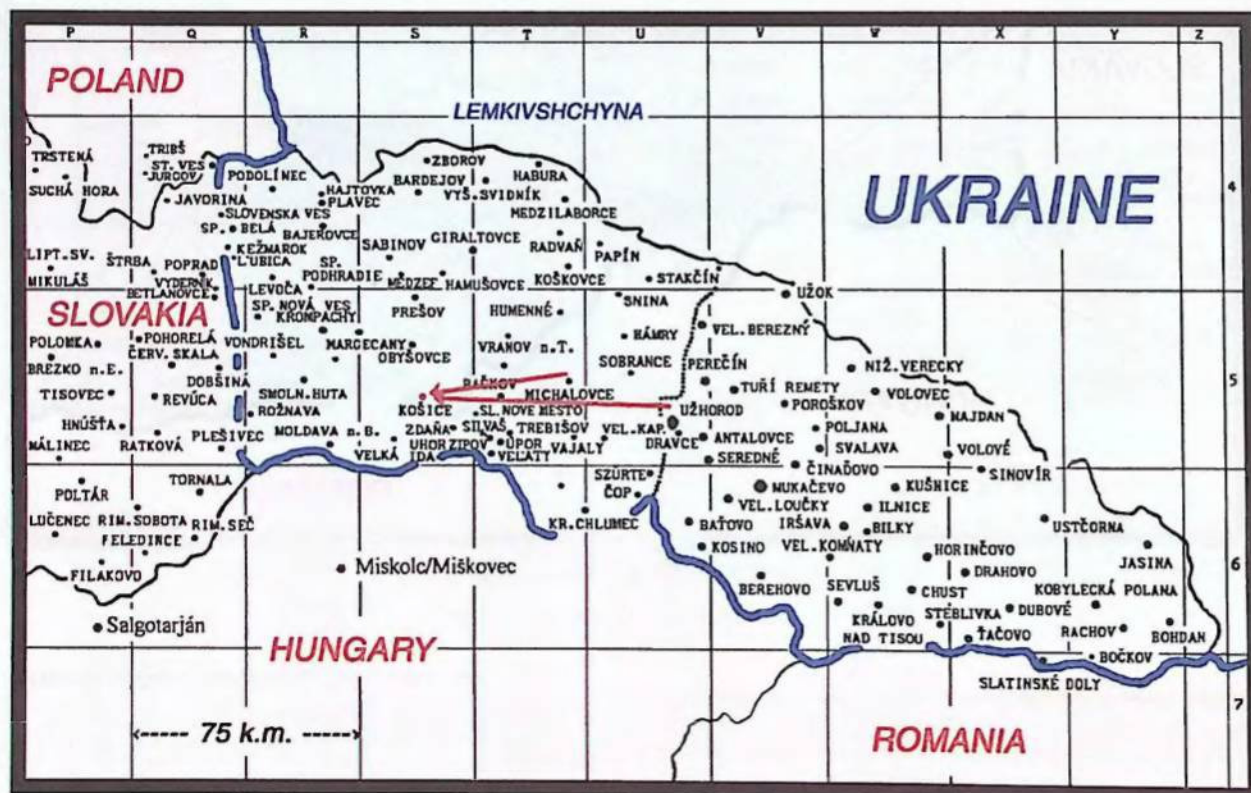 P Q R S T U V W X Y Z
POLAND
LEMKIVSHCHYNA
TRSTENÁ
TRIBŠ
ST. VES
JURGOV
PODOLÍNEC
ZBOROV
HABURA
4
SUCHÁ HORA
JAVORINA
HAJTOVKA
PLAVEC
BARDEJOV
VYŠ.SVIDNÍK
UKRAINE
SLOVENSKA VES
MEDZILABORCE
SP. BELÁ
BAJEROVCE
KEŽMAROK
SABINOV
GIRALTOVCE
RADVAŇ
PAPÍN
LIPT.SV.
MIKULÁŠ
ŠTRBA
POPRAD
L'UBICA
SP.
PODHRADIE
KOŠKOVCE
STAKČÍN
VYDERNÍK
BETLANOVCE
LEVOČA
MEDZEF
HAMUŠOVCE
SNINA
UŽOK
SLOVAKIA
SP.NOVÁ VES
KROMPACHY
PREŠOV
HUMENNÉ
POLOMKA
POHORELÁ
VONDRIŠEL
MARGECANY
OBYŠOVCE
VRANOV n.T.
HÁMRY
VEL.BEREZNÝ
BREZKO n.E.
ČERV.SKALA
SOBRANCE
PEREČÍN
NIŽ.VERECKY
DOBŠINÁ
TISOVEC
REVÚCA
SMOLN.HUTA
MICHALOVCE
TUŘÍ REMETY
VOLOVEC
5
ROŽNAVA
KOŠICE
SL.NOVE MESTO
UŽHOROD
POROŠKOV
MAJDAN
HNÚŠŤA
RATKOVÁ
PLEŠIVEC
MOLDAVA n.B.
ZDAŇA
SILVAŠ
TREBIŠOV
VEL.KAP.
DRAVCE
ANTALOVCE
POLJANA
VOLOVÉ
MÁLINEC
VELKÁ
IDA
UHORZIPOV
ÚPOR
VAJALY
SEREDNÉ
SVALAVA
VELATY
SINOVÍR
POLTÁR
TORNALA
SZÜRTE
ČOP
ČINAĎOVO
MUKAČEVO
KUŠNICE
VEL.LOUČKY
ILNICE
LUČENEC
RIM.SOBOTA
RIM.SEČ
KR.CHLUMEC
BAŤOVO
IRŠAVA
BILKY
USTČORNA
FELEDINCE
KOSINO
VEL.KOMŇATY
HORINČOVO
FILAKOVO
Miskolc/Miškovec
DRAHOVO
JASINA
6
BEREHOVO
SEVLUŠ
CHUST
KOBYLECKÁ POLANA
Salgotarján
KRÁLOVO
NAD TISOU
STEBLIVKA
DUBOVÉ
RACHOV
BOHDAN
HUNGARY
ŤAČOVO
BOČKOV
SLATINSKÉ DOLY
7
75 k.m.
ROMANIA